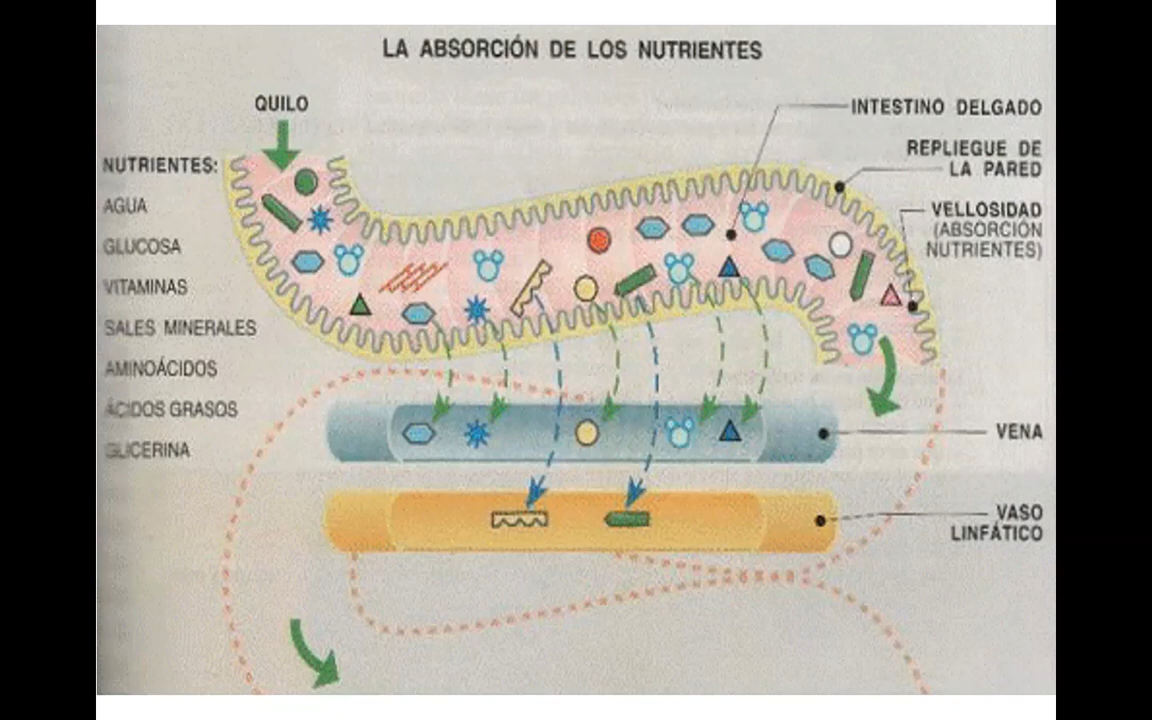 LA ABSORCIÓN DE LOS NUTRIENTES
QUILO
NUTRIENTES:
AGUA
GLUCOSA
VITAMINAS
SALES MINERALES
AMINOÁCIDOS
ÁCIDOS GRASOS
GLICERINA
INTESTINO DELGADO
REPLIEGUE DE
LA PARED
VELLOSIDAD
(ABSORCIÓN
NUTRIENTES)
VENA
VASO
LINFÁTICO